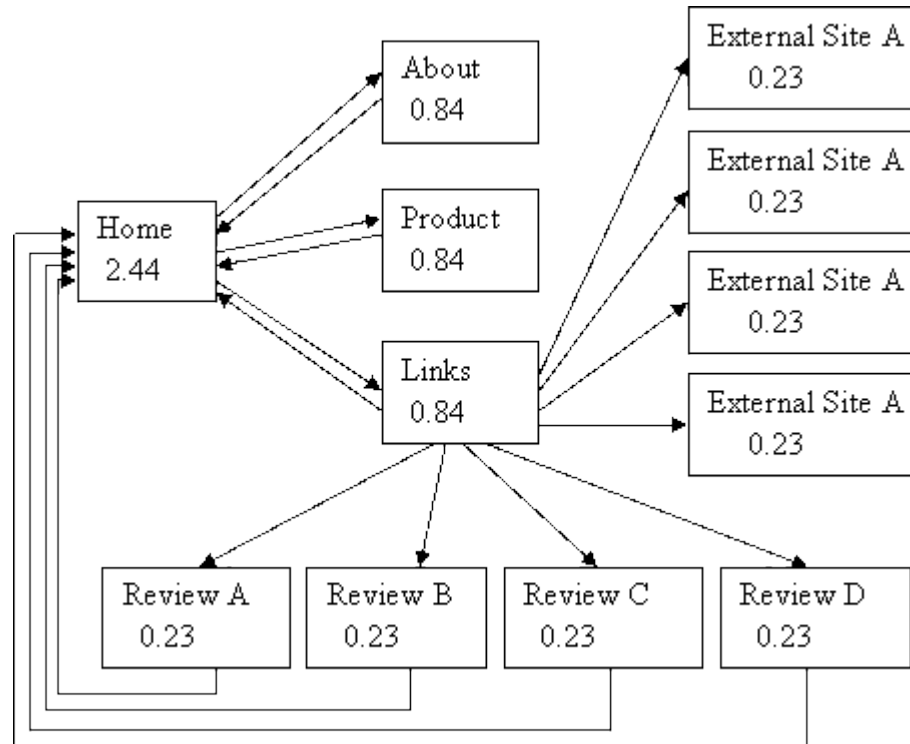 External Site A
0.23
About
0.84
External Site A
0.23
Home
2.44
Product
0.84
External Site A
0.23
Links
0.84
External Site A
0.23
Review A
0.23
Review B
0.23
Review C
0.23
Review D
0.23